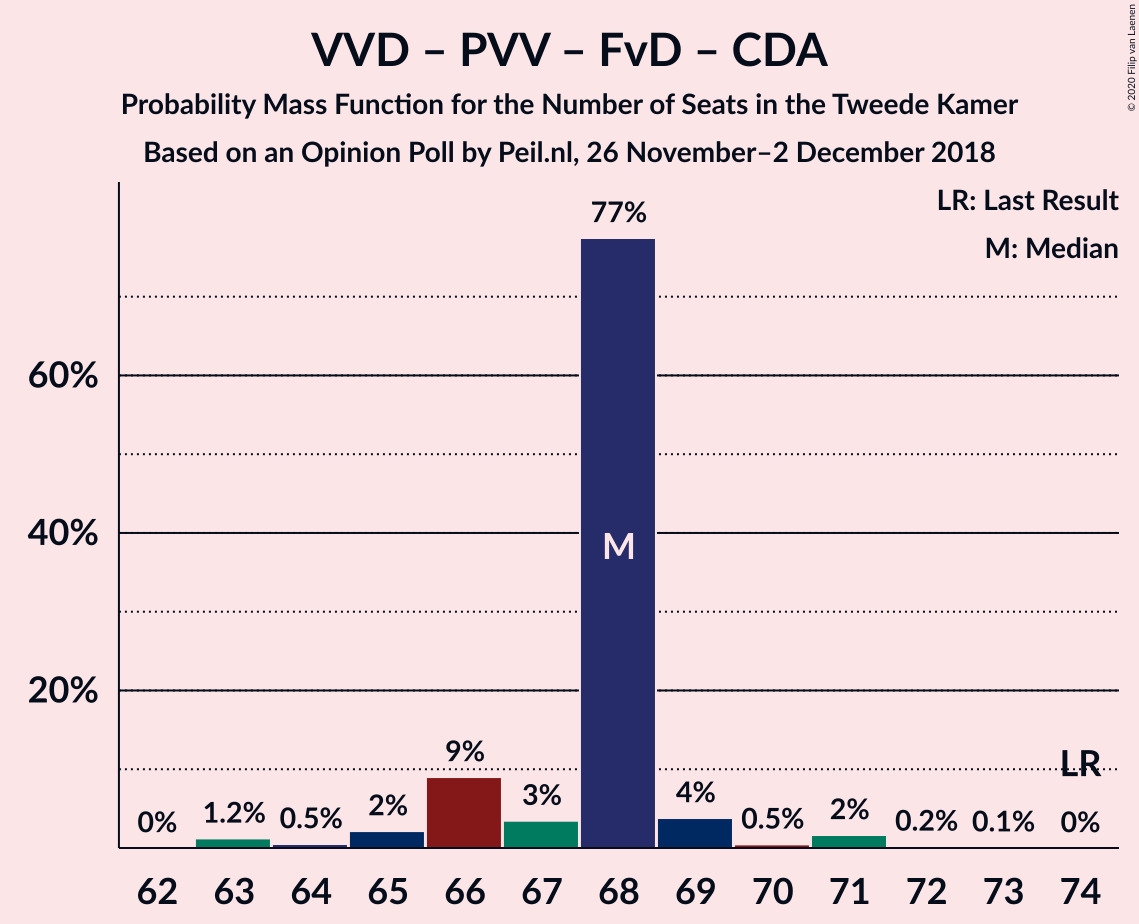 VVD – PVV – FvD – CDA
Probability Mass Function for the Number of Seats in the Tweede Kamer
Based on an Opinion Poll by Peil.nl, 26 November–2 December 2018
© 2020 Filip van Laenen
LR: Last Result
M: Median
77%
60%
40%
M
20%
LR
9%
4%
3%
2%
2%
1.2%
0.5%
0.5%
0.2%
0.1%
0%
0%
62 63 64 65 66 67 68 69 70 71 72 73 74